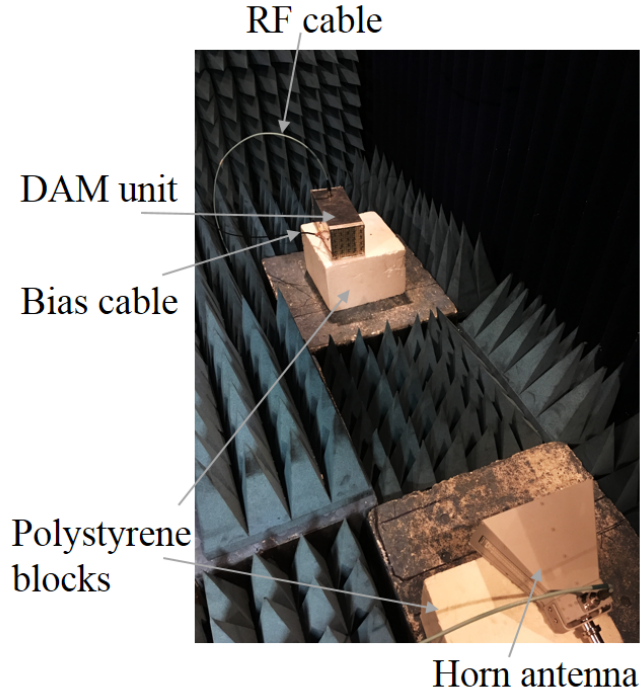 RF cable
DAM unit
Bias cable
Polystyrene
blocks
Horn antenna